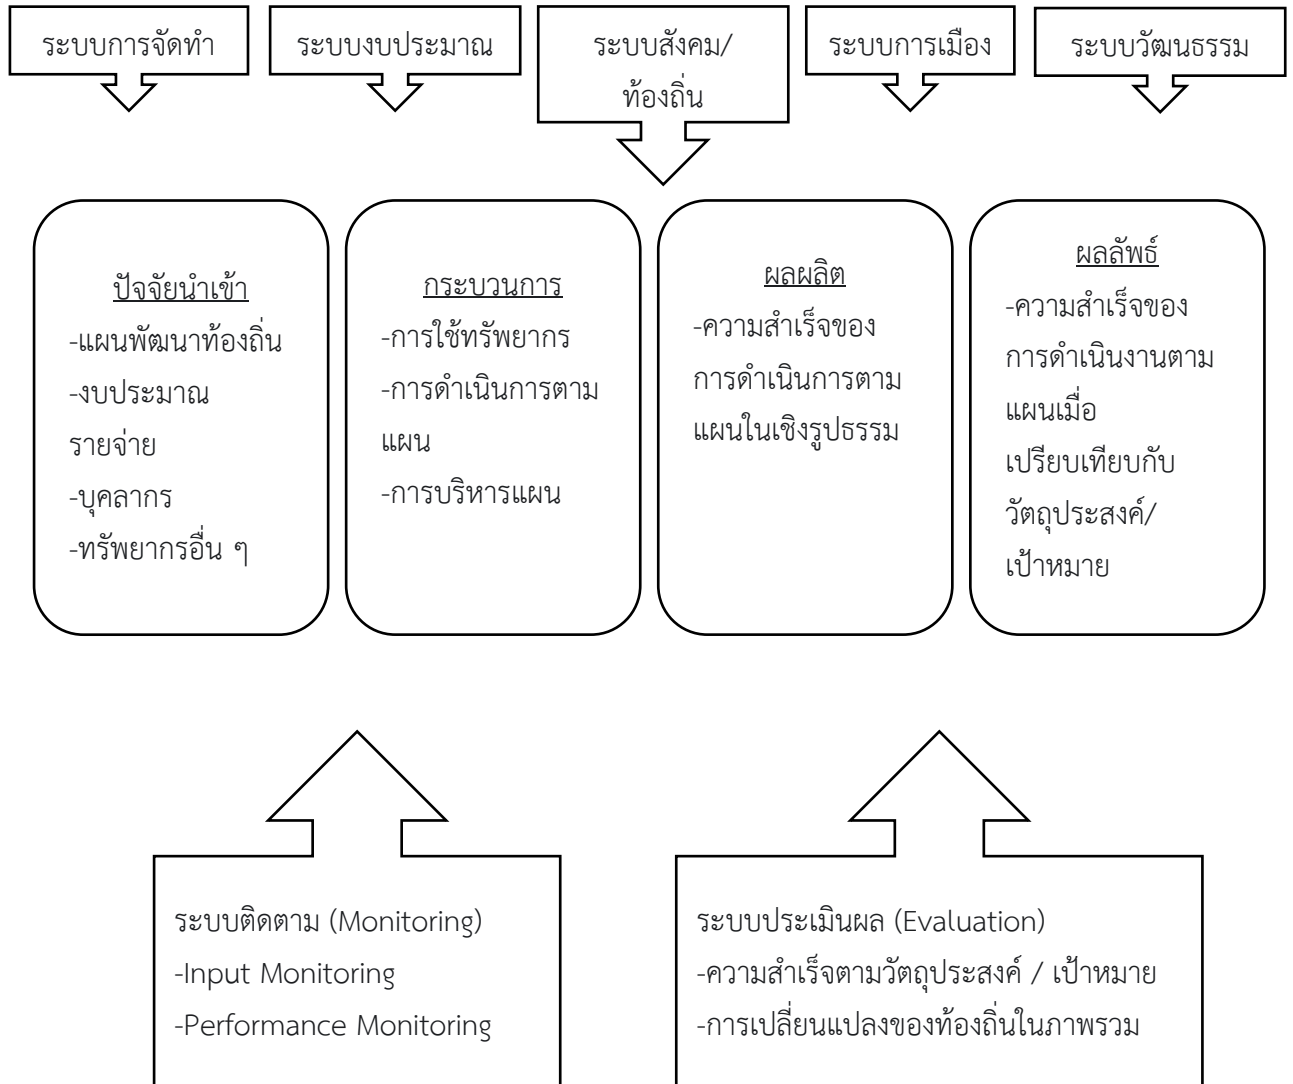 ระบบการจัดทำ
ระบบงบประมาณ
ระบบสังคม/
ท้องถิ่น
ระบบการเมือง
ระบบวัฒนธรรม
ปัจจัยนำเข้า
-แผนพัฒนาท้องถิ่น
-งบประมาณ
รายจ่าย
-บุคลากร
-ทรัพยากรอื่น ๆ
กระบวนการ
-การใช้ทรัพยากร
-การดำเนินการตาม
แผน
-การบริหารแผน
ผลผลิต
-ความสำเร็จของ
การดำเนินการตาม
แผนในเชิงรูปธรรม
ผลลัพธ์
-ความสำเร็จของ
การดำเนินงานตาม
แผนเมื่อ
เปรียบเทียบกับ
วัตถุประสงค์/
เป้าหมาย
ระบบติดตาม (Monitoring)
-Input Monitoring
-Performance Monitoring
ระบบประเมินผล (Evaluation)
-ความสำเร็จตามวัตถุประสงค์ / เป้าหมาย
-การเปลี่ยนแปลงของท้องถิ่นในภาพรวม